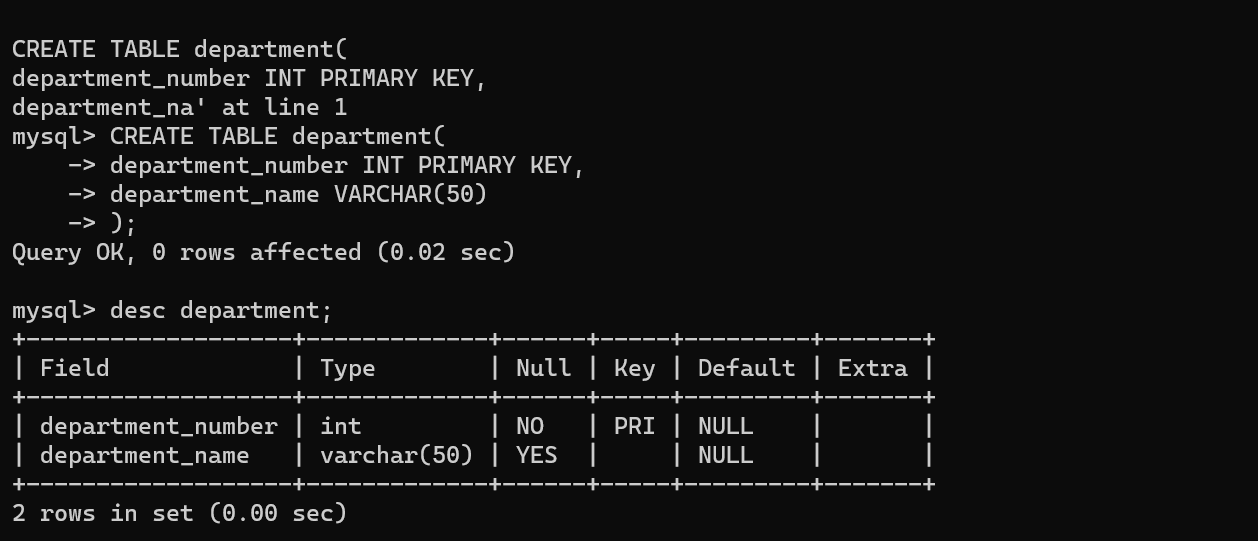 CREATE TABLE department(
department_number INT PRIMARY KEY,
department_na' at line 1
mysql> CREATE TABLE department(
    -> department_number INT PRIMARY KEY,
    -> department_name VARCHAR(50)
    -> );
Query OK, 0 rows affected (0.02 sec)

mysql> desc department;
+-------------------+-------------+------+-----+---------+-------+
| Field             | Type        | Null | Key | Default | Extra |
+-------------------+-------------+------+-----+---------+-------+
| department_number | int         | NO   | PRI | NULL    |       |
| department_name   | varchar(50) | YES  |     | NULL    |       |
+-------------------+-------------+------+-----+---------+-------+
2 rows in set (0.00 sec)